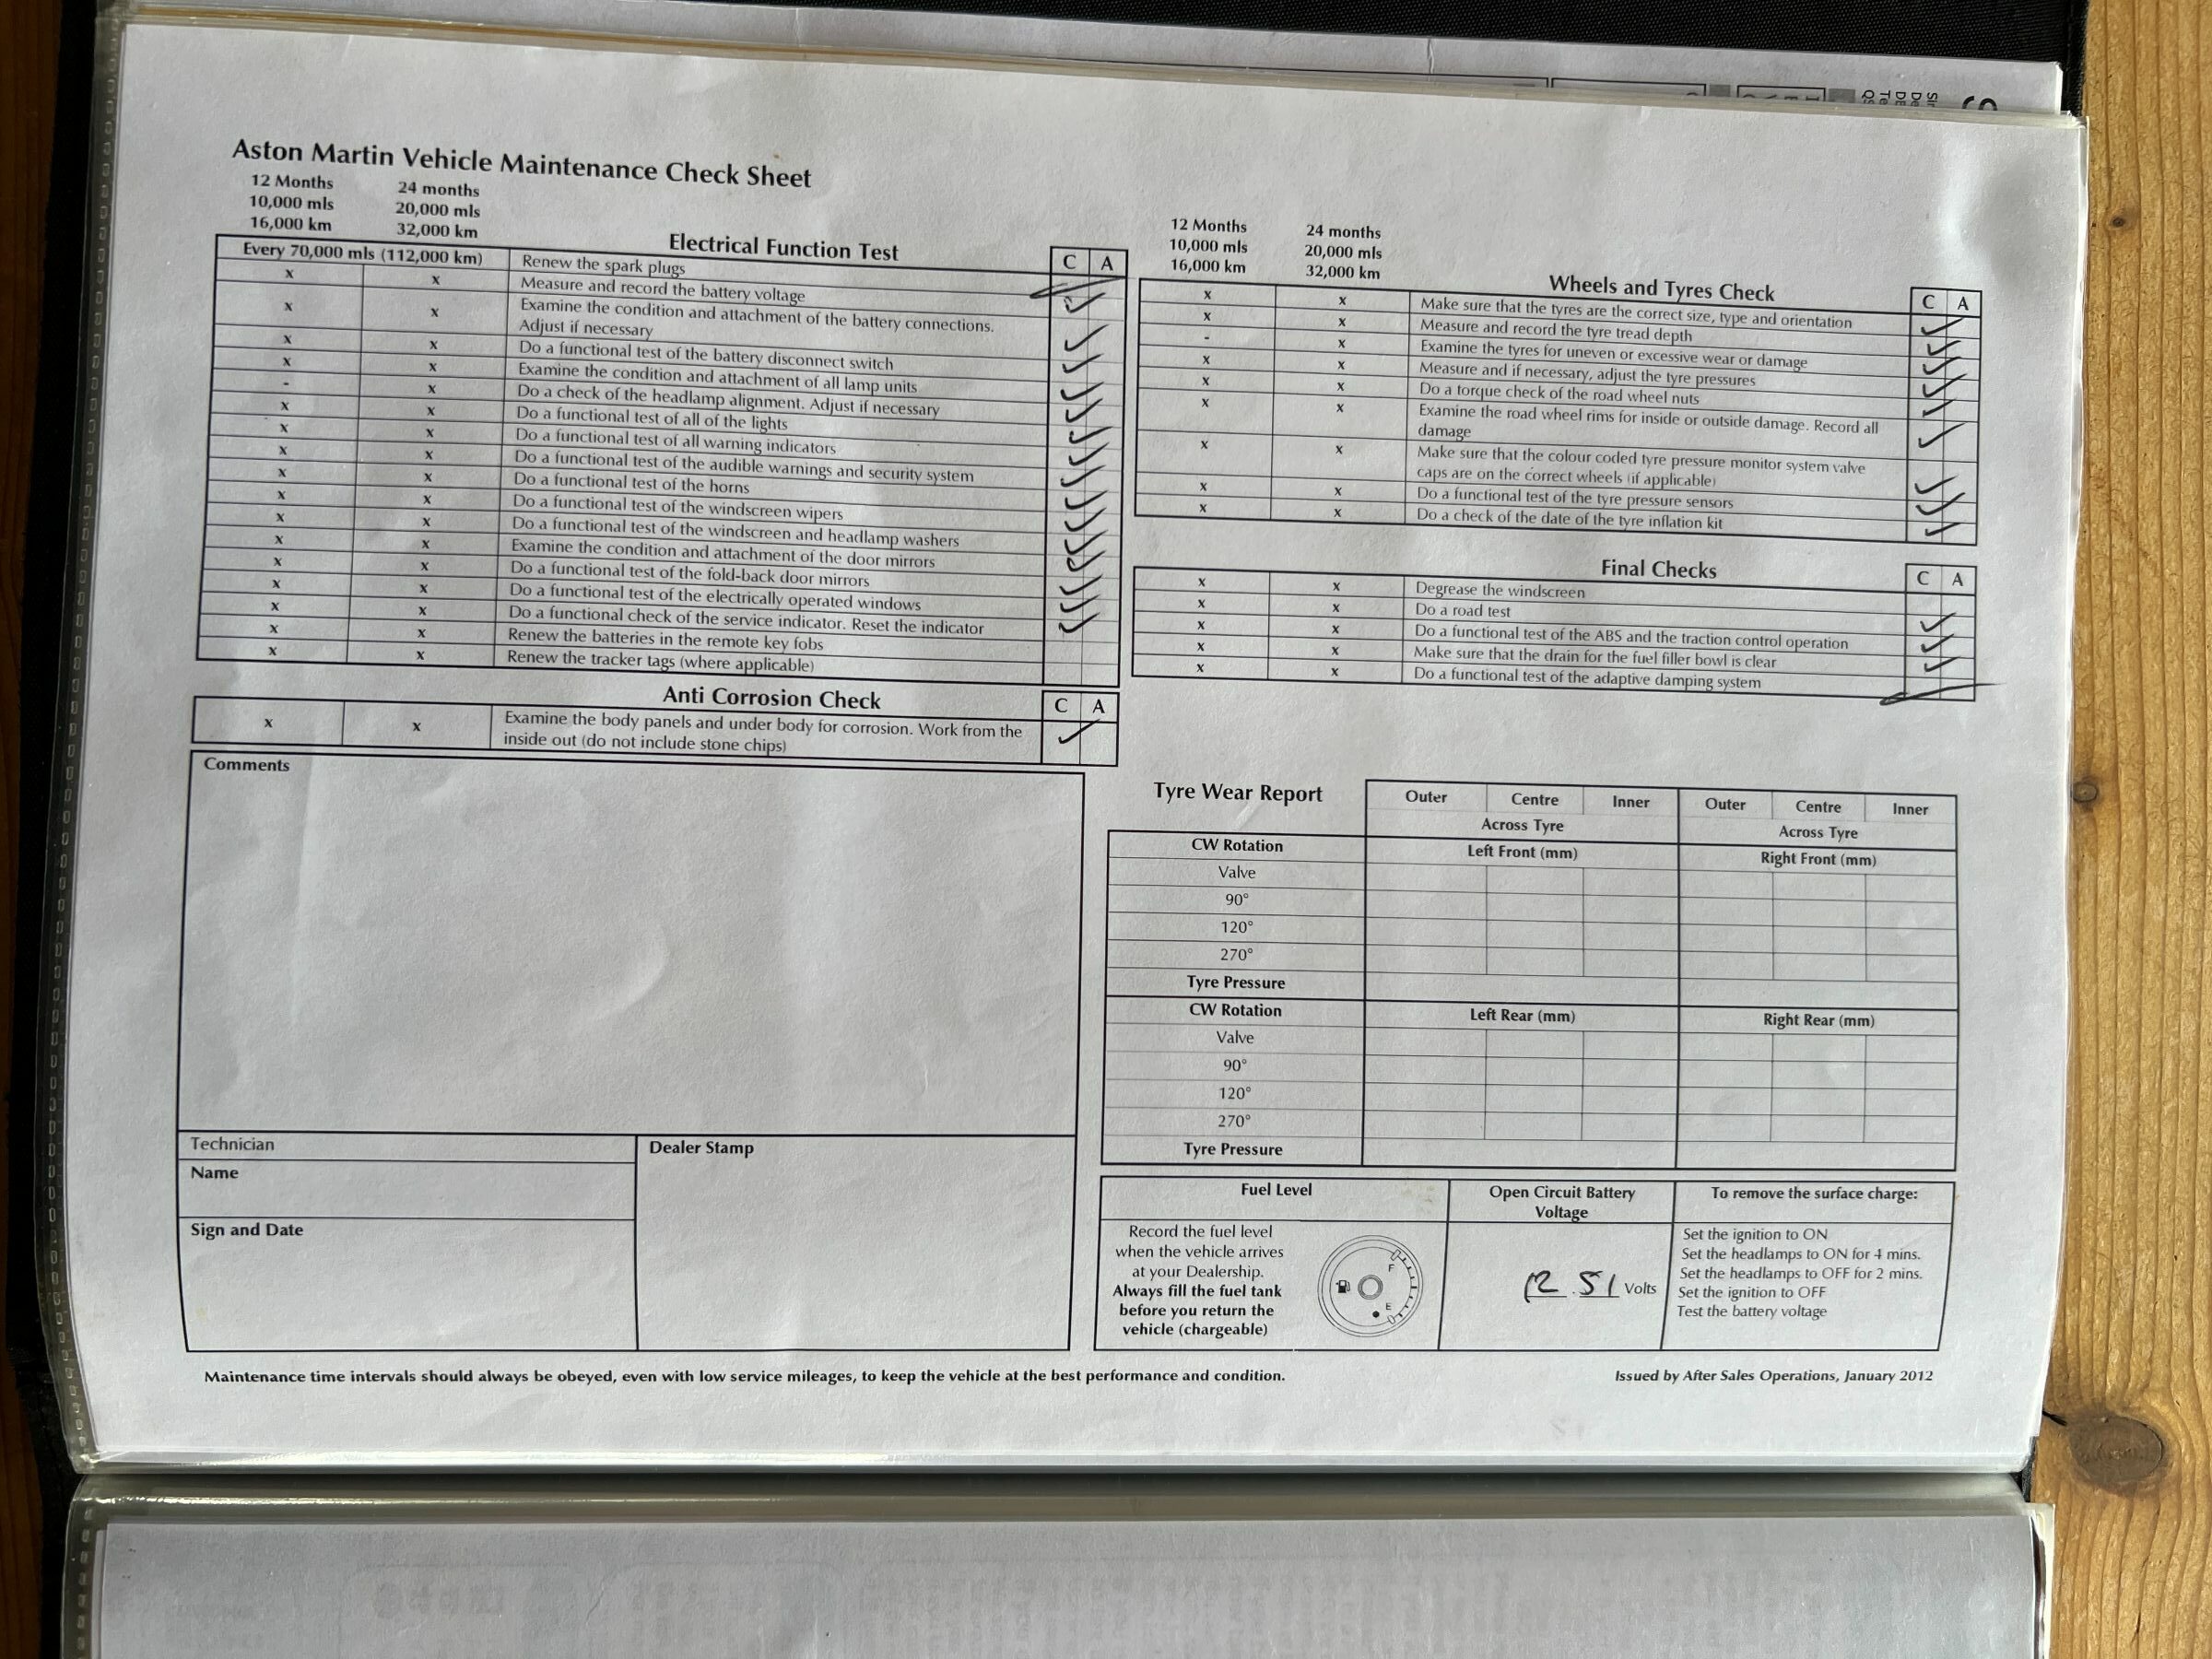 Aston Martin Vehicle Maintenance Check Sheet
12 Months 24 months
10,000 mls 20,000 mls
16,000 km 32,000 km
Electrical Function Test C A
Every 70,000 mls (112,000 km) Renew the spark plugs
x x Measure and record the battery voltage
x x Examine the condition and attachment of the battery connections.
Adjust if necessary
x x Do a functional test of the battery disconnect switch
x x Examine the condition and attachment of all lamp units
- x Do a check of the headlamp alignment. Adjust if necessary
x x Do a functional test of all of the lights
x x Do a functional test of all warning indicators
x x Do a functional test of the audible warnings and security system
x x Do a functional test of the horns
x x Do a functional test of the windscreen wipers
x x Do a functional test of the windscreen and headlamp washers
x x Examine the condition and attachment of the door mirrors
x x Do a functional test of the fold-back door mirrors
x x Do a functional test of the electrically operated windows
x x Do a functional check of the service indicator. Reset the indicator
x x Renew the batteries in the remote key fobs
x x Renew the tracker tags (where applicable)
Anti Corrosion Check C A
x x Examine the body panels and under body for corrosion. Work from the
inside out (do not include stone chips)
Comments
Technician
Name
Sign and Date
Dealer Stamp
12 Months 24 months
10,000 mls 20,000 mls
16,000 km 32,000 km
Wheels and Tyres Check C A
x x Make sure that the tyres are the correct size, type and orientation
x x Measure and record the tyre tread depth
- x Examine the tyres for uneven or excessive wear or damage
x x Measure and if necessary, adjust the tyre pressures
x x Do a torque check of the road wheel nuts
x x Examine the road wheel rims for inside or outside damage. Record all
damage
x x Make sure that the colour coded tyre pressure monitor system valve
caps are on the correct wheels (if applicable)
x x Do a functional test of the tyre pressure sensors
x x Do a check of the date of the tyre inflation kit
Final Checks C A
x x Degrease the windscreen
x x Do a road test
x x Do a functional test of the ABS and the traction control operation
x x Make sure that the drain for the fuel filler bowl is clear
x x Do a functional test of the adaptive damping system
Tyre Wear Report Outer Centre Inner Outer Centre Inner
Across Tyre Across Tyre
CW Rotation Left Front (mm) Right Front (mm)
Valve
90°
120°
270°
Tyre Pressure
CW Rotation Left Rear (mm) Right Rear (mm)
Valve
90°
120°
270°
Tyre Pressure
Fuel Level
Record the fuel level
when the vehicle arrives
at your Dealership.
Always fill the fuel tank
before you return the
vehicle (chargeable)
F
E
Open Circuit Battery
Voltage
12.51 Volts
To remove the surface charge:
Set the ignition to ON
Set the headlamps to ON for 4 mins.
Set the headlamps to OFF for 2 mins.
Set the ignition to OFF
Test the battery voltage
Maintenance time intervals should always be obeyed, even with low service mileages, to keep the vehicle at the best performance and condition.
Issued by After Sales Operations, January 2012